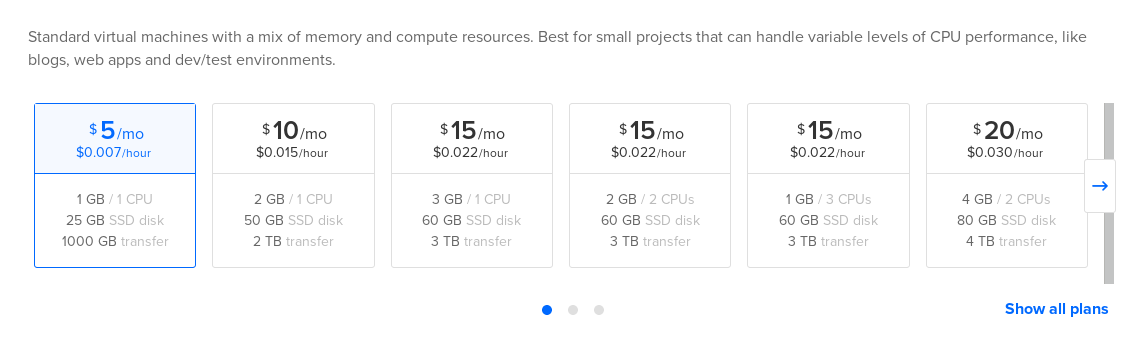 Standard virtual machines with a mix of memory and compute resources. Best for small projects that can handle variable levels of CPU performance, like
blogs, web apps and dev/test environments.
$5/mo
$0.007/hour
1 GB / 1 CPU
25 GB SSD disk
1000 GB transfer
$10/mo
$0.015/hour
2 GB / 1 CPU
50 GB SSD disk
2 TB transfer
$15/mo
$0.022/hour
3 GB / 1 CPU
60 GB SSD disk
3 TB transfer
$15/mo
$0.022/hour
2 GB / 2 CPUs
60 GB SSD disk
3 TB transfer
$15/mo
$0.022/hour
1 GB / 3 CPUs
60 GB SSD disk
3 TB transfer
$20/mo
$0.030/hour
4 GB / 2 CPUs
80 GB SSD disk
4 TB transfer
Show all plans